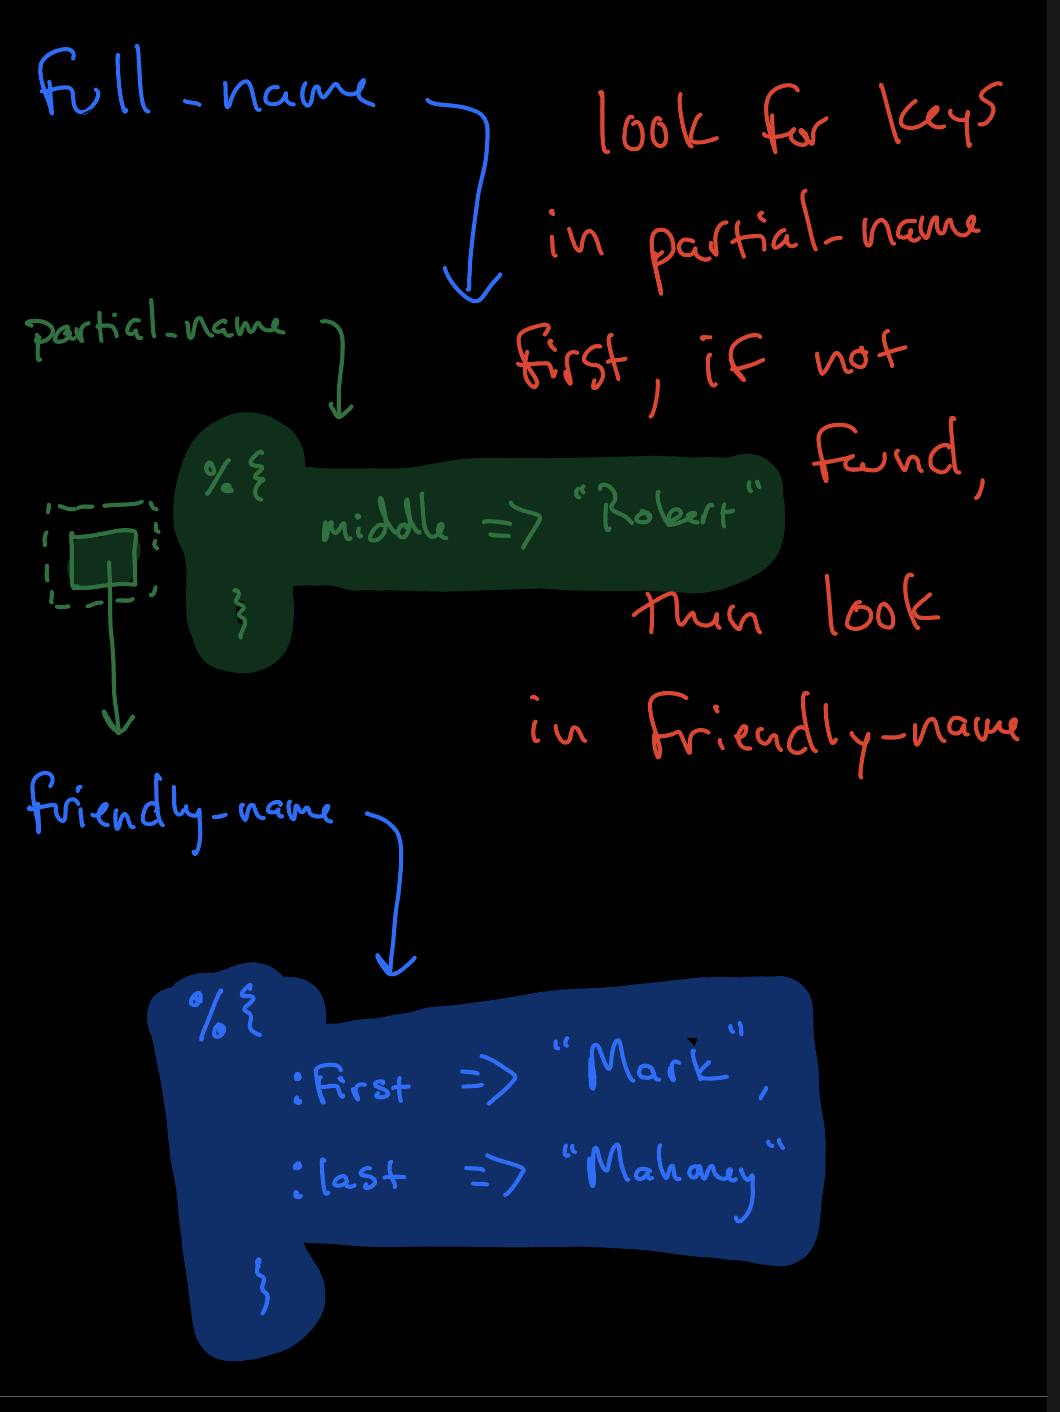 full_name
look for keys
in partial_name
first, if not
found,
then look
in friendly_name
partial_name
%{
middle => "Robert"
}
friendly_name
%{
:first => "Mark",
:last => "Mahoney"
}